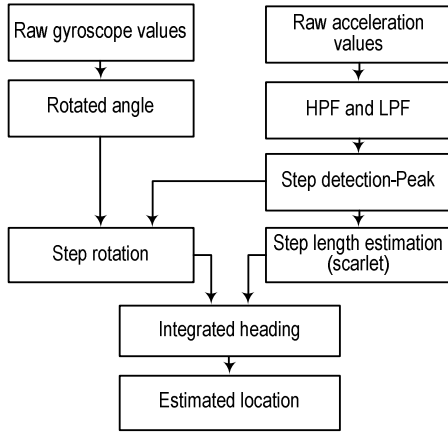 Raw gyroscope values
Raw acceleration
values
Rotated angle
HPF and LPF
Step detection-Peak
Step rotation
Step length estimation
(scarlet)
Integrated heading
Estimated location